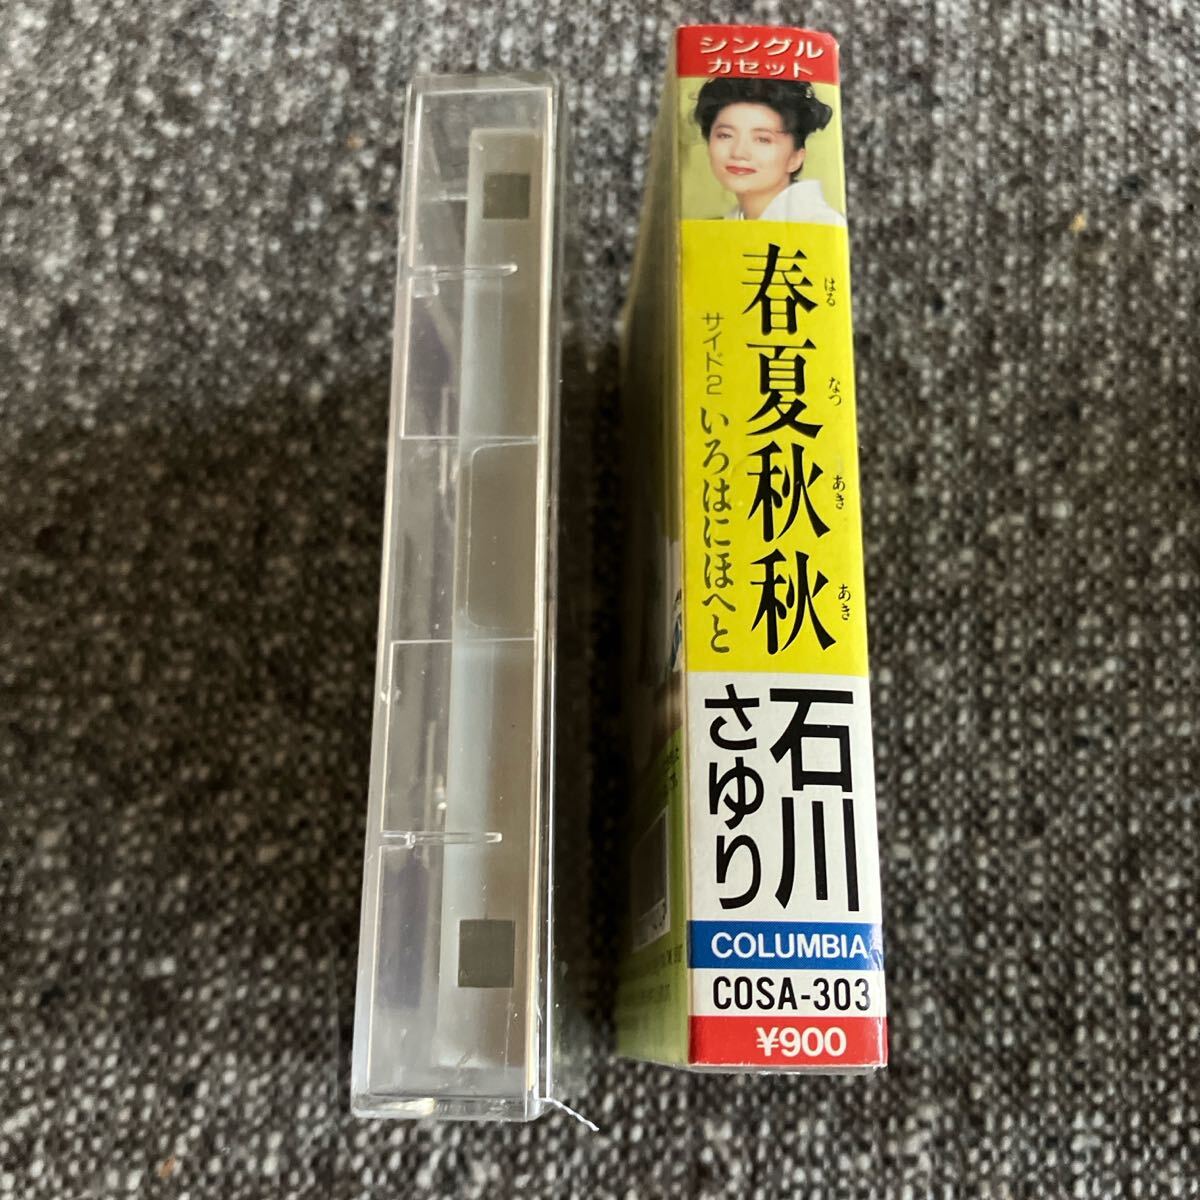 シングル
カセット
春夏秋秋
はる なつ あき あき
サイド2 いろはにほへと
石川
さゆり
COLUMBIA
COSA-303
¥900